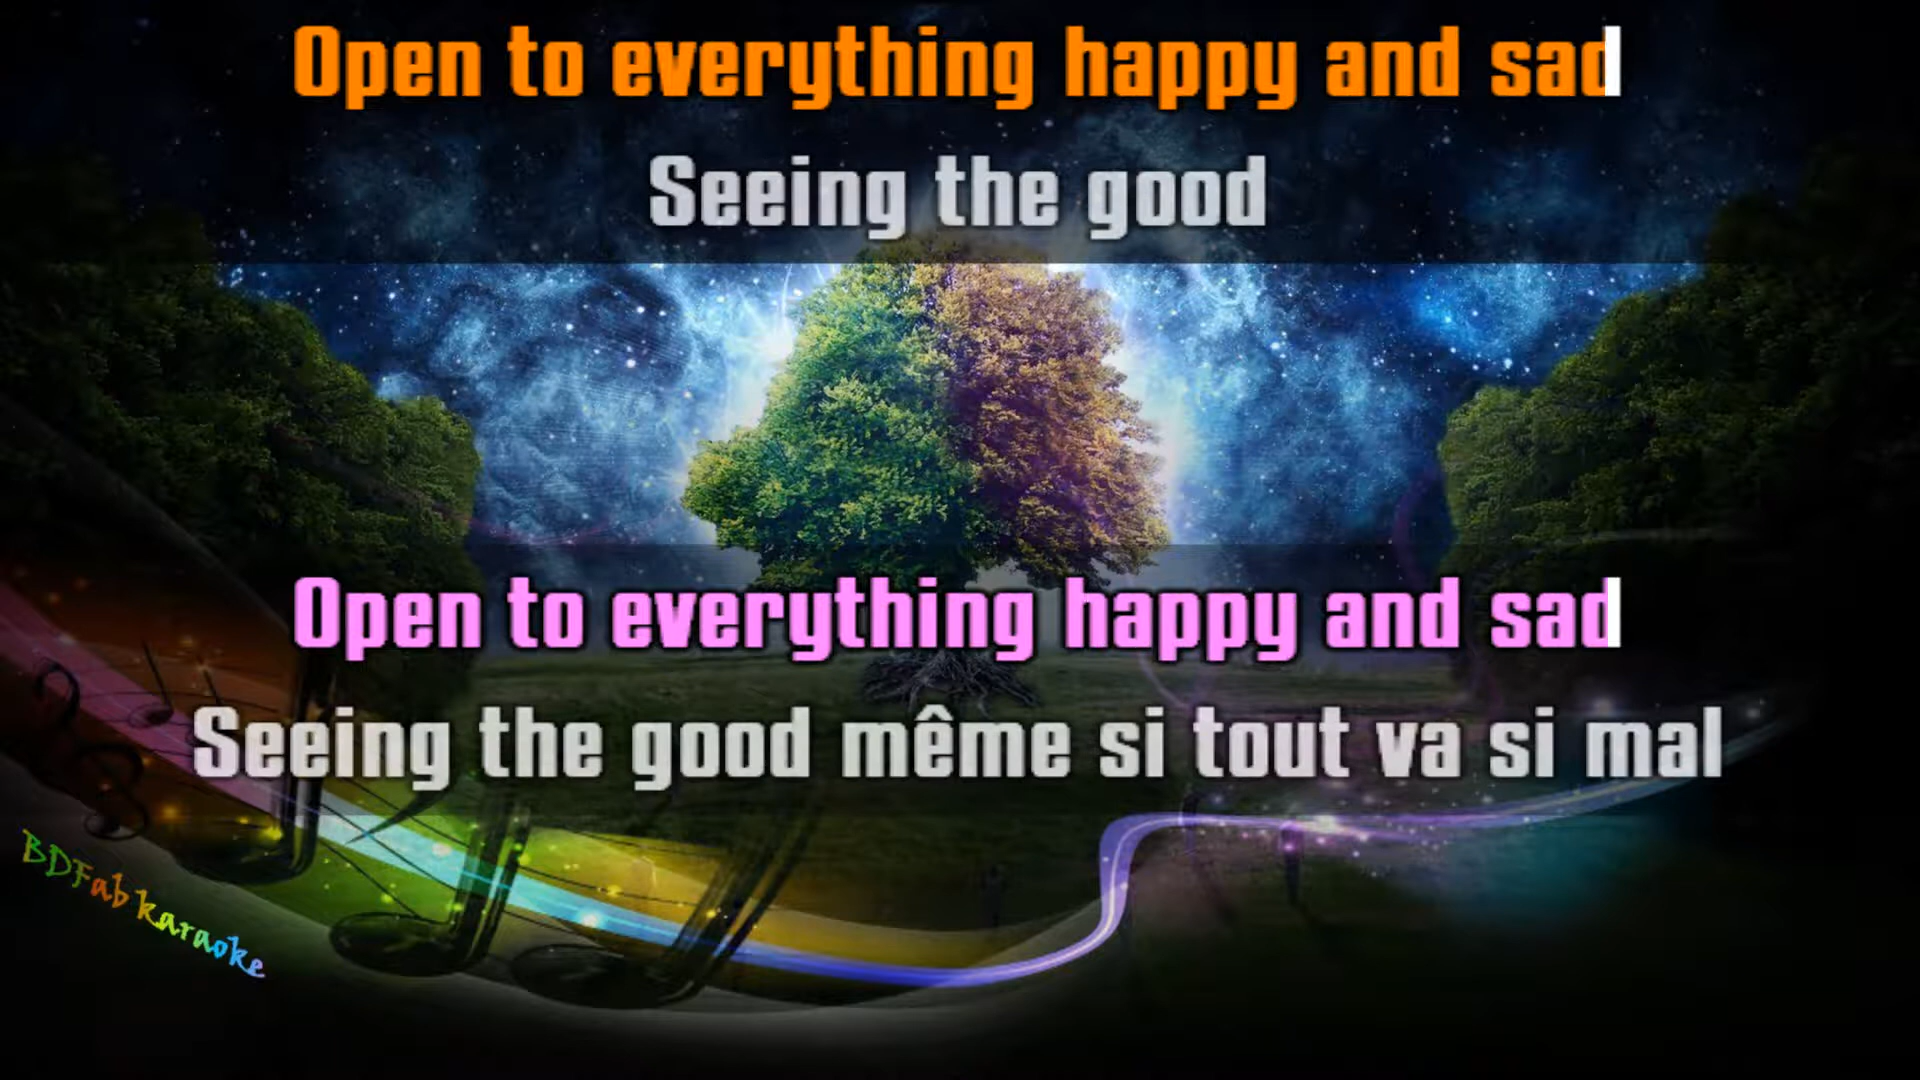 Open to everything happy and sad
Seeing the good
Open to everything happy and sad
Seeing the good même si tout va si mal
BDFab karaoke